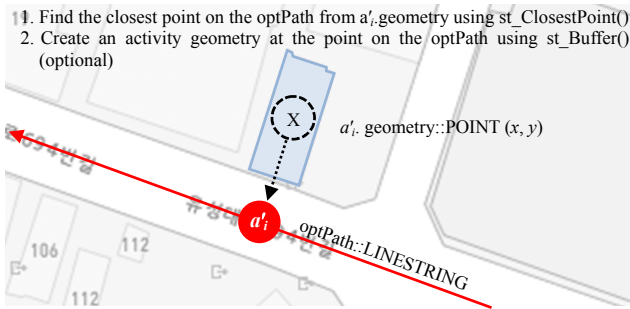 1. Find the closest point on the optPath from a′ᵢ.geometry using st_ClosestPoint()
2. Create an activity geometry at the point on the optPath using st_Buffer()
(optional)
X
a′ᵢ. geometry::POINT (x, y)
a′ᵢ
optPath::LINESTRING
106
112
112